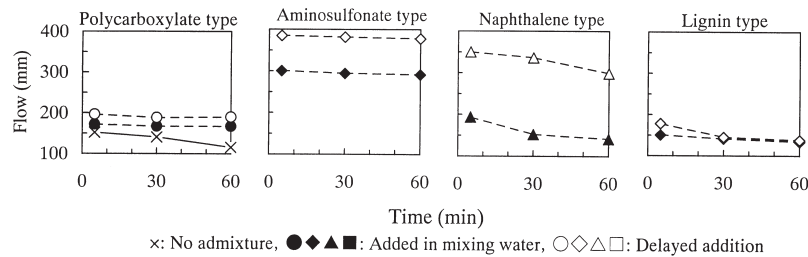 Polycarboxylate type
Aminosulfonate type
Naphthalene type
Lignin type
Flow (mm)
400
300
200
100
0 30 60
0 30 60
0 30 60
0 30 60
Time (min)
×: No admixture, ●◆▲■: Added in mixing water, ○◇△□: Delayed addition